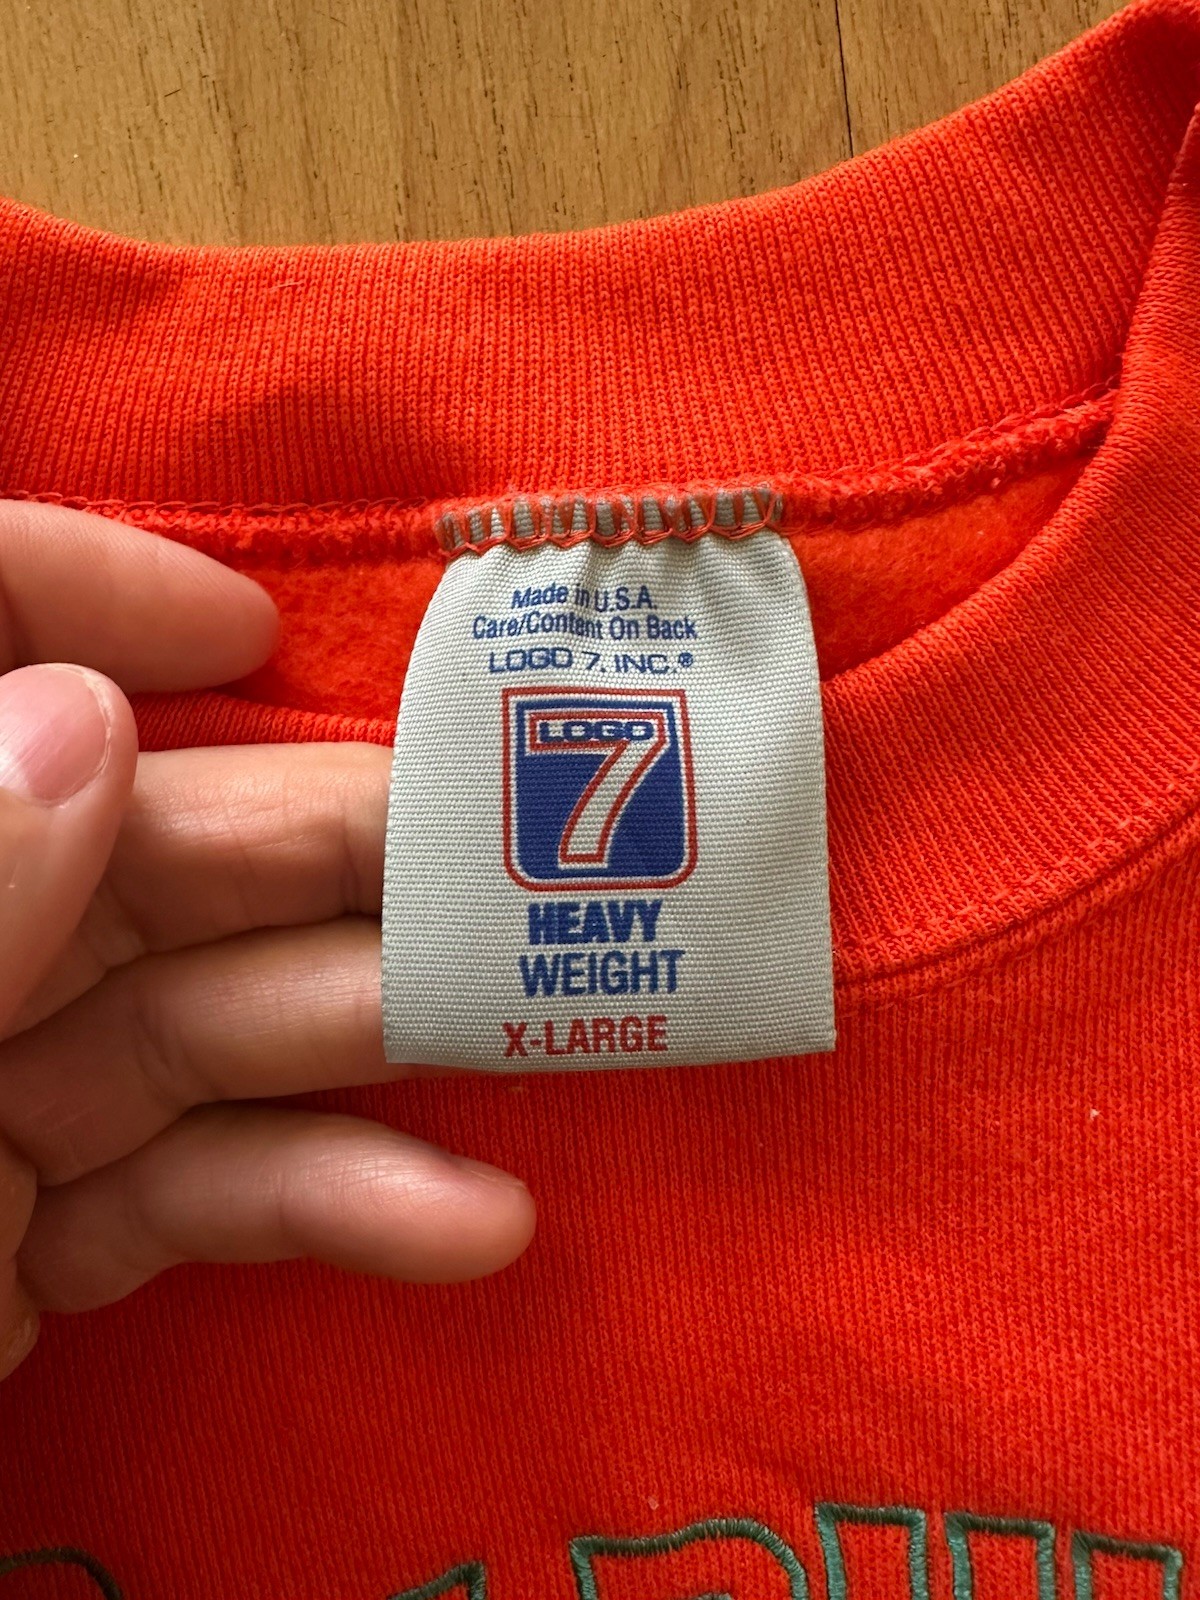 Made in U.S.A.
Care/Content On Back
LOGO 7, INC.®
LOGO
7
HEAVY
WEIGHT
X-LARGE